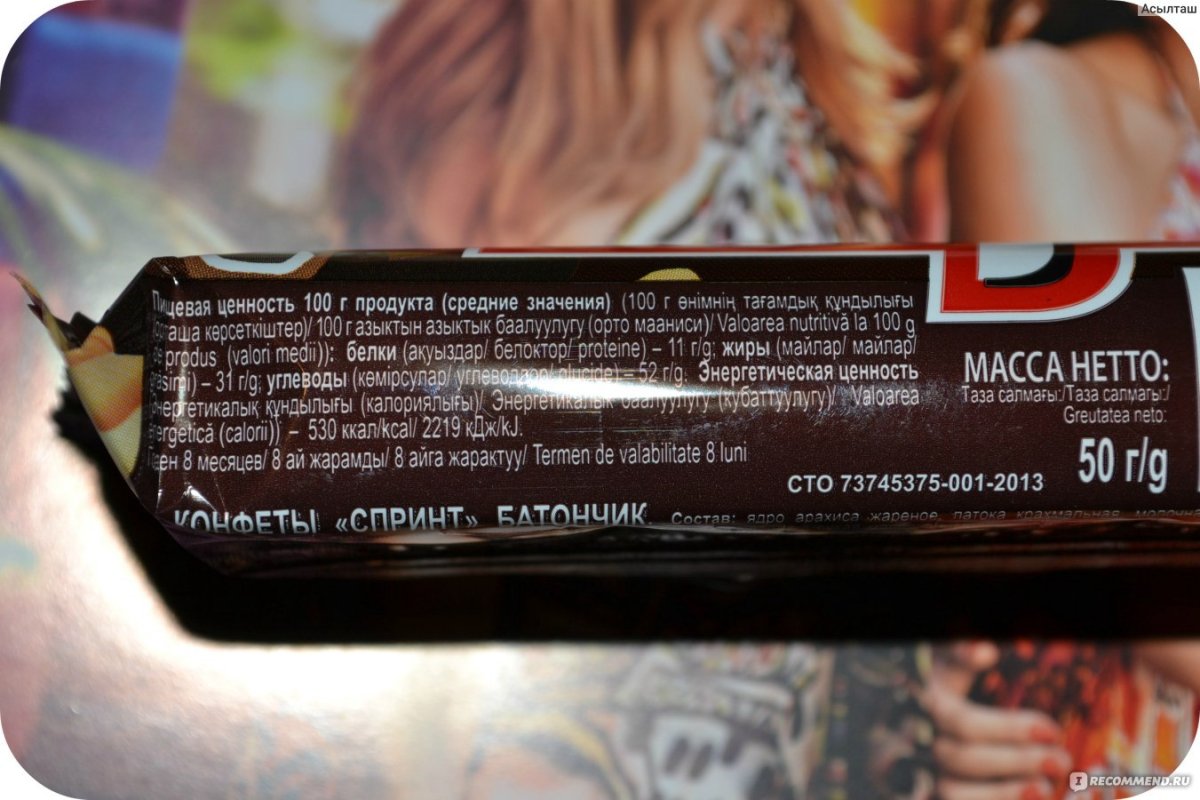 Асылташ
Пищевая ценность 100 г продукта (средние значения) (100 г өнімнің тағамдық құндылығы
орташа көрсеткіштер)/ 100 г азыктын азыктык баалуулугу (орто мааниси)/ Valoarea nutritivă la 100 g
de produs (valori medii)): белки (ақуыздар/ белоктор/ proteine) – 11 г/g; жиры (майлар/ майлар/
grasimi) – 31 г/g; углеводы (көмірсулар/ углеводдар/ glucide) – 52 г/g. Энергетическая ценность
энергетикалық құндылығы (калориялығы)/ Энергетикалык баалуулугу (кубаттуулугу)/ Valoarea
energetică (calorii)) – 530 ккал/kcal/ 2219 кДж/kJ.
Годен 8 месяцев/ 8 ай жарамды/ 8 айга жарактуу/ Termen de valabilitate 8 luni
МАССА НЕТТО:
Таза салмағы:/Таза салмагы:/
Greutatea neto:
50 г/g
СТО 73745375-001-2013
КОНФЕТЫ «СПРИНТ» БАТОНЧИК Состав: ядро арахиса жареное, патока крахмальная,
RECOMMEND.RU